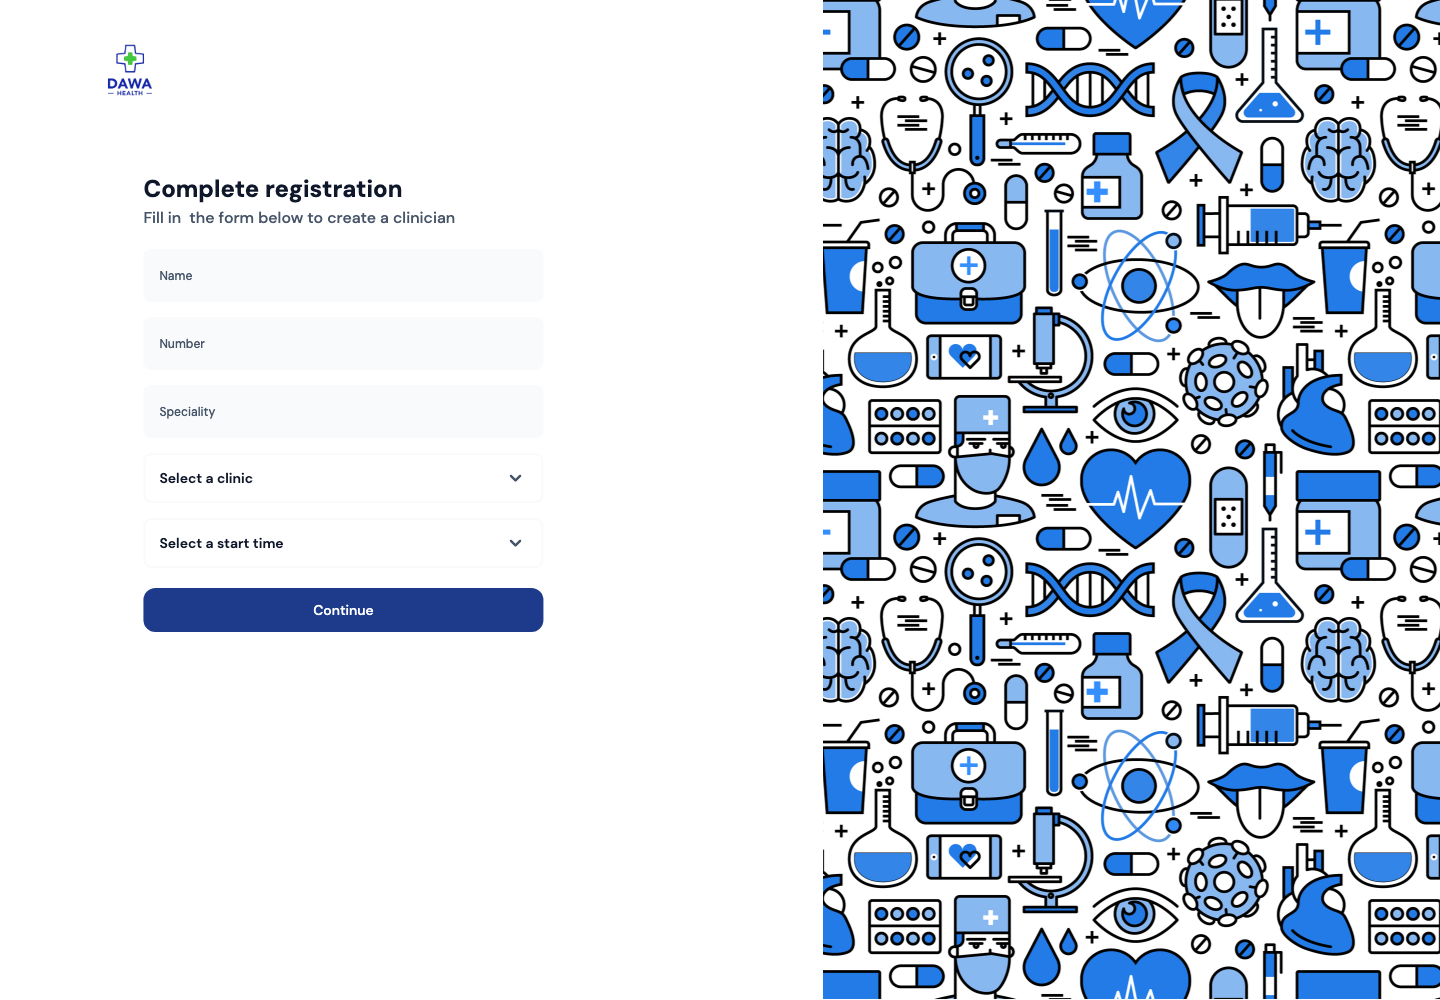 DAWA
HEALTH
Complete registration
Fill in  the form below to create a clinician
Name
Number
Speciality
Select a clinic
Select a start time
Continue